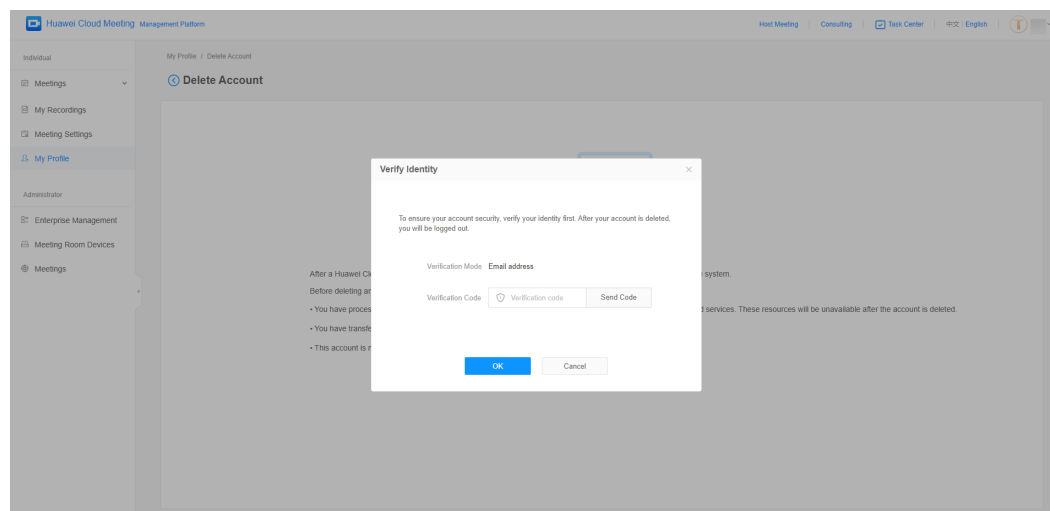 Huawei Cloud Meeting Management Platform
Host Meeting
Consulting
Task Center
中文 | English
Individual
Meetings
My Recordings
Meeting Settings
My Profile
Administrator
Enterprise Management
Meeting Room Devices
Meetings
My Profile / Delete Account
Delete Account
Verify Identity
To ensure your account security, verify your identity first. After your account is deleted,
you will be logged out.
Verification Mode Email address
Verification Code Verification code Send Code
OK Cancel
After a Huawei system.
Before deleting
• You have services. These resources will be unavailable after the account is deleted.
• You have
• This account is